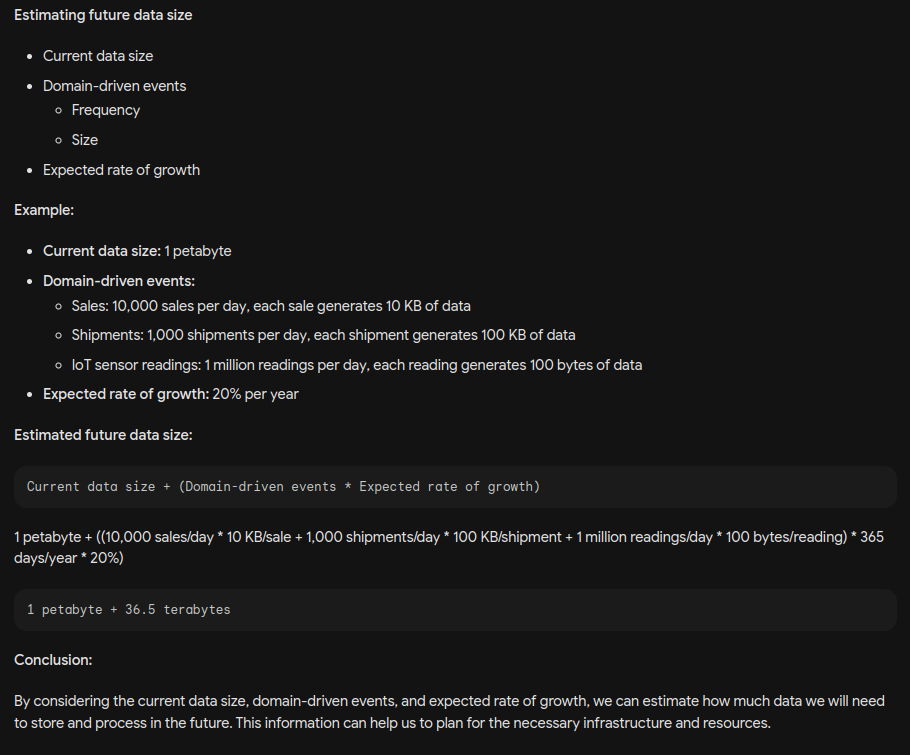 Estimating future data size
• Current data size
• Domain-driven events
◦ Frequency
◦ Size
• Expected rate of growth
Example:
• Current data size: 1 petabyte
• Domain-driven events:
◦ Sales: 10,000 sales per day, each sale generates 10 KB of data
◦ Shipments: 1,000 shipments per day, each shipment generates 100 KB of data
◦ IoT sensor readings: 1 million readings per day, each reading generates 100 bytes of data
• Expected rate of growth: 20% per year
Estimated future data size:
Current data size + (Domain-driven events * Expected rate of growth)
1 petabyte + ((10,000 sales/day * 10 KB/sale + 1,000 shipments/day * 100 KB/shipment + 1 million readings/day * 100 bytes/reading) * 365
days/year * 20%)
1 petabyte + 36.5 terabytes
Conclusion:
By considering the current data size, domain-driven events, and expected rate of growth, we can estimate how much data we will need
to store and process in the future. This information can help us to plan for the necessary infrastructure and resources.